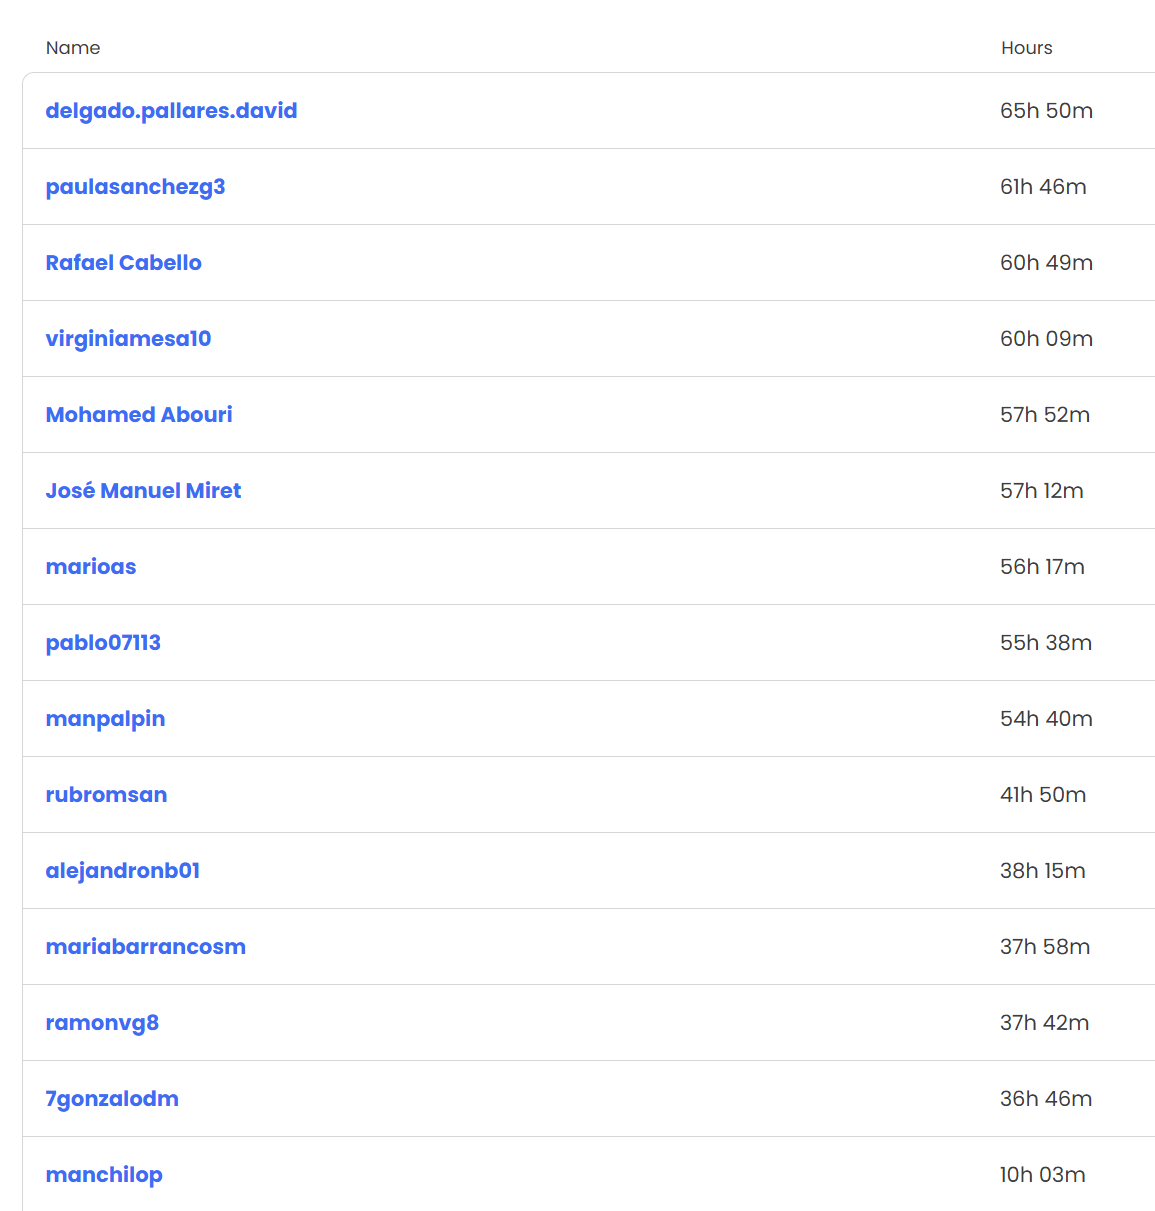 Name Hours
delgado.pallares.david 65h 50m
paulasanchezg3 61h 46m
Rafael Cabello 60h 49m
virginiamesa10 60h 09m
Mohamed Abouri 57h 52m
José Manuel Miret 57h 12m
marioas 56h 17m
pablo07113 55h 38m
manpalpin 54h 40m
rubromsan 41h 50m
alejandronb01 38h 15m
mariabarrancosm 37h 58m
ramonvg8 37h 42m
7gonzalodm 36h 46m
manchilop 10h 03m